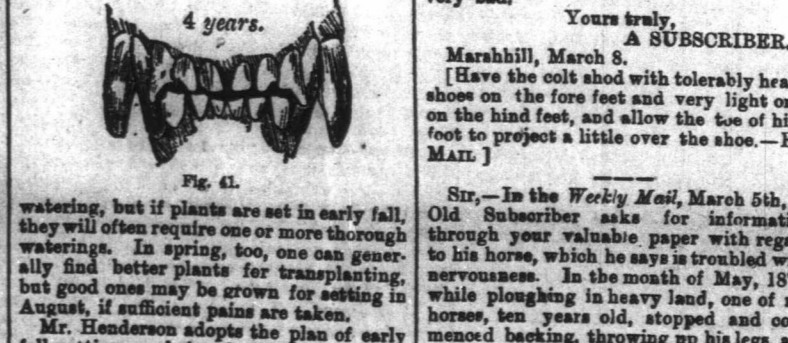 4 years.
Fig. 41.
watering, but if plants are set in early fall,
they will often require one or more thorough
waterings. In spring, too, one can gener-
ally find better plants for transplanting,
but good ones may be grown for setting in
August, if sufficient pains are taken.
Mr. Henderson adopts the plan of early
Yours truly,
A SUBSCRIBER.
Marshhill, March 8.
[Have the colt shod with tolerably hea
shoes on the fore feet and very light on
on the hind feet, and allow the toe of hi
foot to project a little over the shoe.—
MAIL ]
SIR,—In the Weekly Mail, March 5th,
Old Subscriber asks for informati
through your valuable paper with reg
to his horse, which he says is troubled w
nervousness. In the month of May, 18
while ploughing in heavy land, one of
horses, ten years old, stopped and co
menced backing, throwing up his legs, a